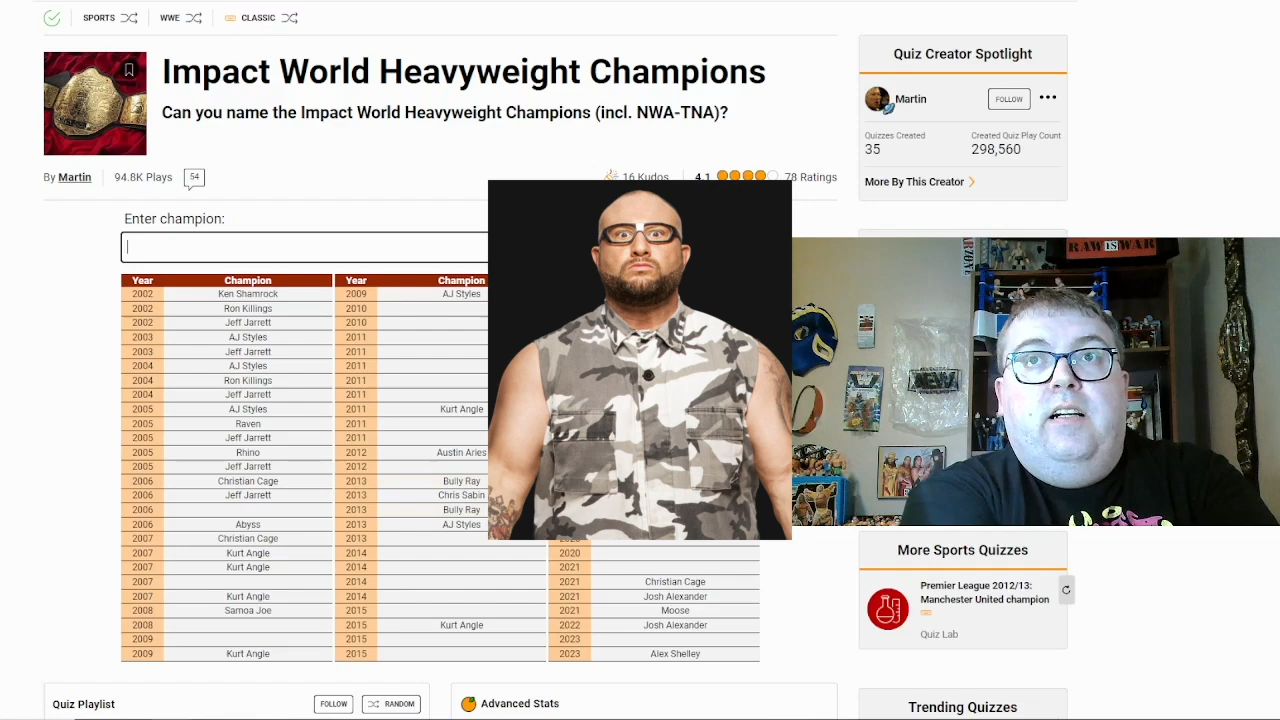 SPORTS
WWE
CLASSIC
Impact World Heavyweight Champions
Can you name the Impact World Heavyweight Champions (incl. NWA-TNA)?
By Martin
94.8K Plays
54
16 Kudos
4.1
78 Ratings
Quiz Creator Spotlight
Martin
FOLLOW
Quizzes Created
Created Quiz Play Count
35
298,560
More By This Creator
Enter champion:
Year Champion
2002 Ken Shamrock
2002 Ron Killings
2002 Jeff Jarrett
2003 AJ Styles
2003 Jeff Jarrett
2004 AJ Styles
2004 Ron Killings
2004 Jeff Jarrett
2005 AJ Styles
2005 Raven
2005 Jeff Jarrett
2005 Rhino
2005 Jeff Jarrett
2006 Christian Cage
2006 Jeff Jarrett
2006
2006 Abyss
2007 Christian Cage
2007 Kurt Angle
2007 Kurt Angle
2007
2007 Kurt Angle
2008 Samoa Joe
2008
2009
2009 Kurt Angle
Year Champion
2009 AJ Styles
2010
2010
2011
2011
2011
2011
2011
2011 Kurt Angle
2011
2011
2012 Austin Aries
2012
2013 Bully Ray
2013 Chris Sabin
2013 Bully Ray
2013 AJ Styles
2013
2014
2014
2014
2014
2015
2015 Kurt Angle
2015
2015
2020
2021
2021 Christian Cage
2021 Josh Alexander
2021 Moose
2022 Josh Alexander
2023
2023 Alex Shelley
RAW IS WAR
AEW
More Sports Quizzes
Premier League 2012/13:
Manchester United champion
Quiz Lab
Quiz Playlist
FOLLOW
RANDOM
Advanced Stats
Trending Quizzes